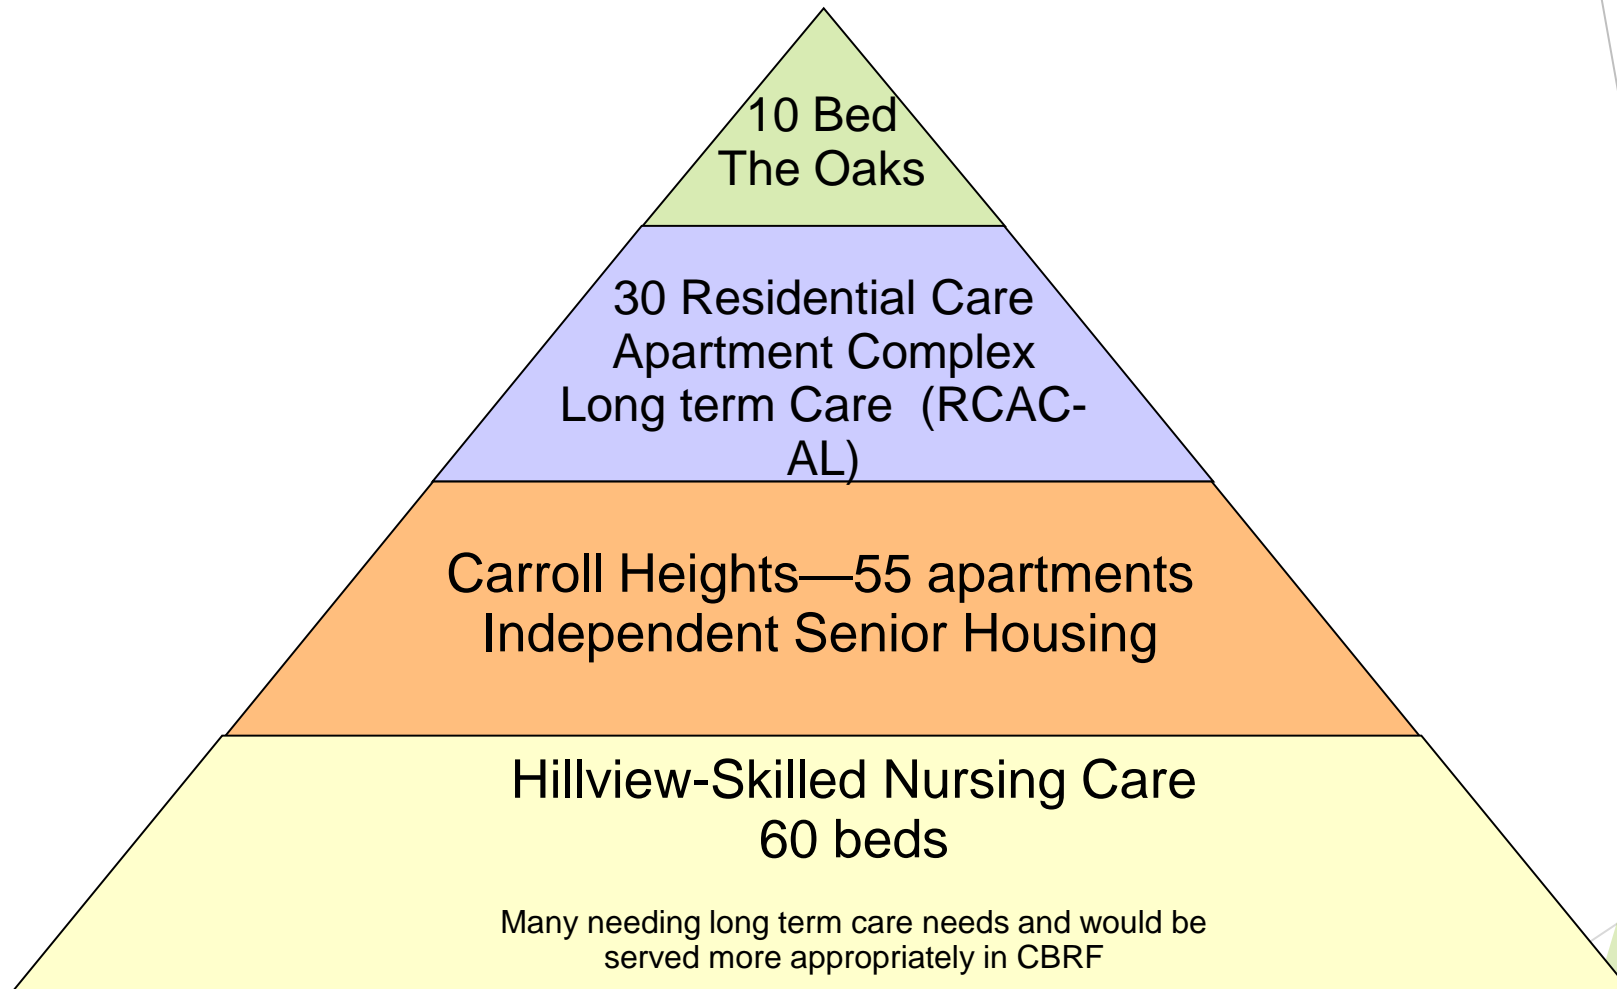 10 Bed
The Oaks
30 Residential Care
Apartment Complex
Long term Care  (RCAC-
AL)
Carroll Heights—55 apartments
Independent Senior Housing
Hillview-Skilled Nursing Care
60 beds
Many needing long term care needs and would be
served more appropriately in CBRF